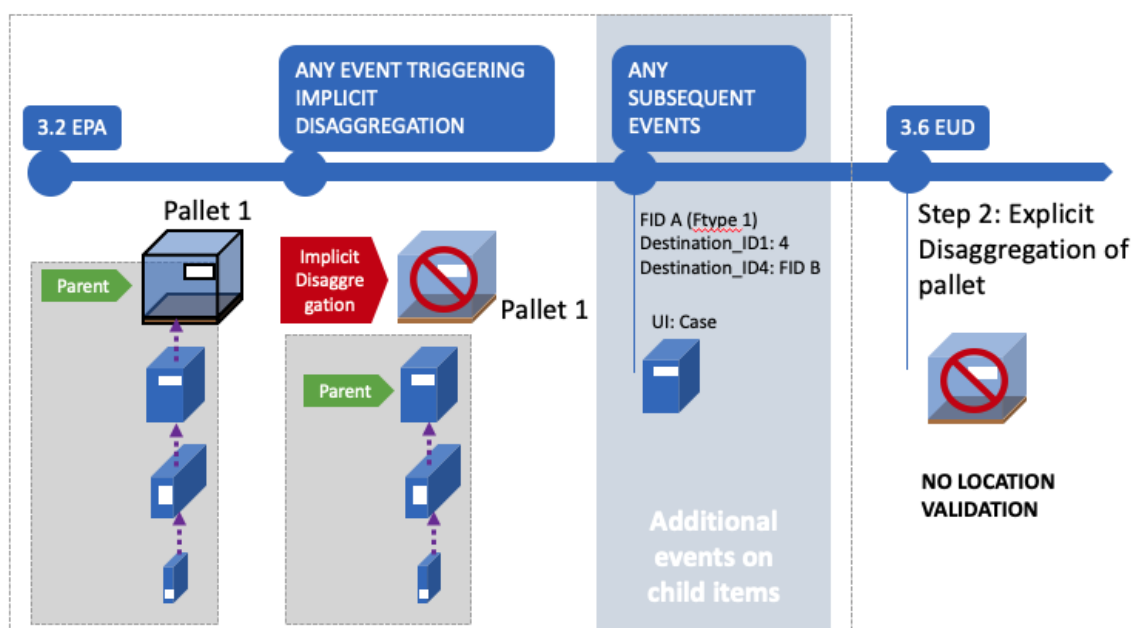 3.2 EPA
ANY EVENT TRIGGERING
IMPLICIT
DISAGGREGATION
ANY
SUBSEQUENT
EVENTS
3.6 EUD
Pallet 1
Parent
Implicit
Disaggre
gation
Pallet 1
Parent
FID A (Ftype 1)
Destination_ID1: 4
Destination_ID4: FID B
UI: Case
Additional
events on
child items
Step 2: Explicit
Disaggregation of
pallet
NO LOCATION
VALIDATION